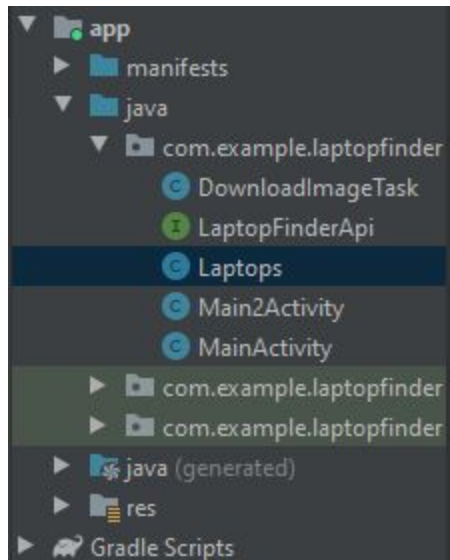 app
manifests
java
com.example.laptopfinder
DownloadImageTask
LaptopFinderApi
Laptops
Main2Activity
MainActivity
com.example.laptopfinder
com.example.laptopfinder
java (generated)
res
Gradle Scripts